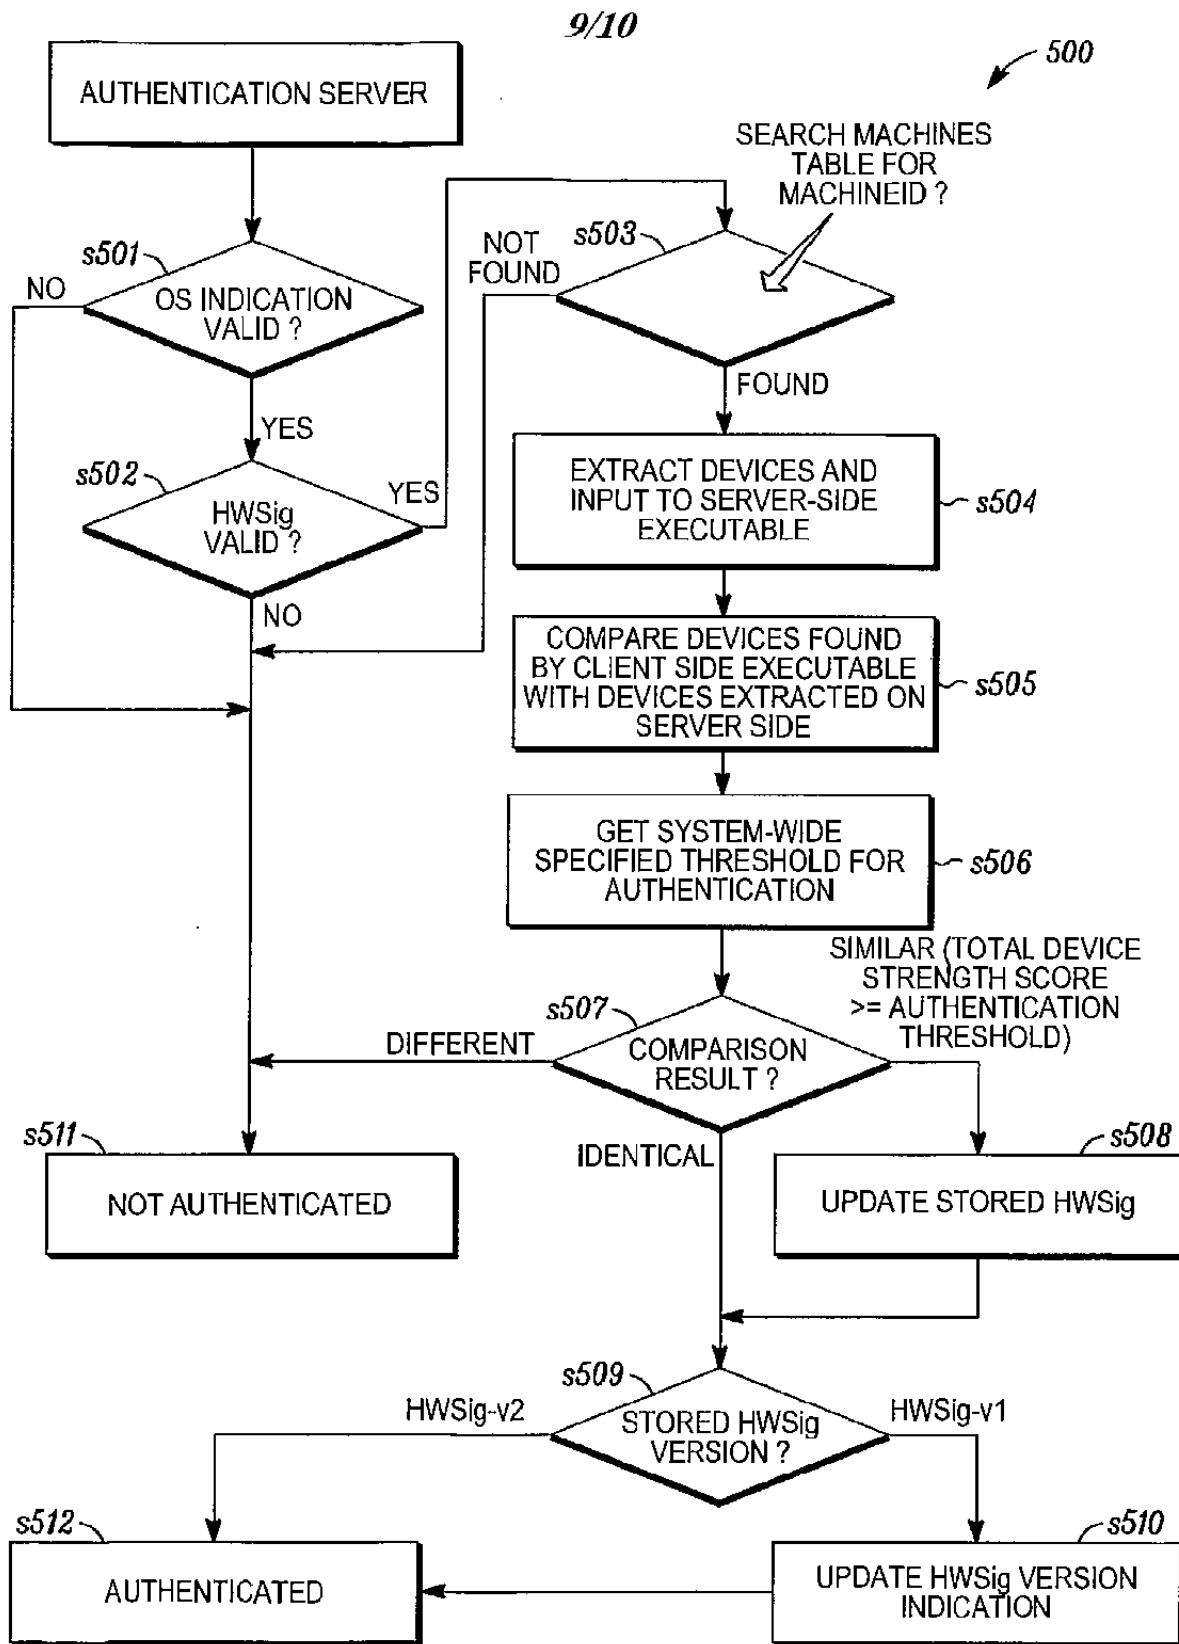 9/10
500
AUTHENTICATION SERVER
SEARCH MACHINES
TABLE FOR
MACHINEID ?
s501
NO
OS INDICATION
VALID ?
YES
s503
NOT
FOUND
FOUND
s502
HWSig
VALID ?
YES
NO
EXTRACT DEVICES AND
INPUT TO SERVER-SIDE
EXECUTABLE
s504
COMPARE DEVICES FOUND
BY CLIENT SIDE EXECUTABLE
WITH DEVICES EXTRACTED ON
SERVER SIDE
s505
GET SYSTEM-WIDE
SPECIFIED THRESHOLD FOR
AUTHENTICATION
s506
SIMILAR (TOTAL DEVICE
STRENGTH SCORE
>= AUTHENTICATION
THRESHOLD)
s507
DIFFERENT
COMPARISON
RESULT ?
IDENTICAL
s511
NOT AUTHENTICATED
s508
UPDATE STORED HWSig
s509
HWSig-v2
STORED HWSig
VERSION ?
HWSig-v1
s512
AUTHENTICATED
s510
UPDATE HWSig VERSION
INDICATION